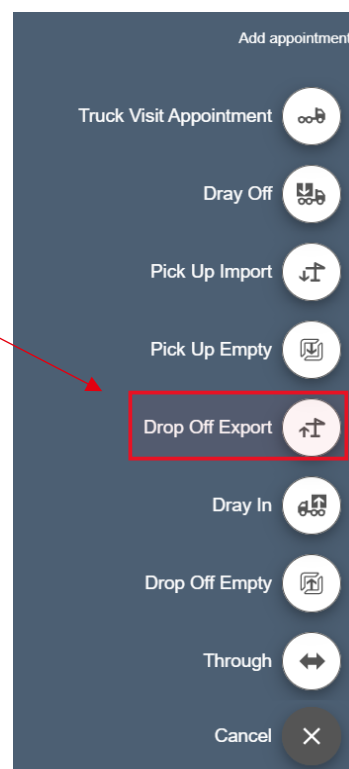 Add appointment
Truck Visit Appointment
Dray Off
Pick Up Import
Pick Up Empty
Drop Off Export
Dray In
Drop Off Empty
Through
Cancel